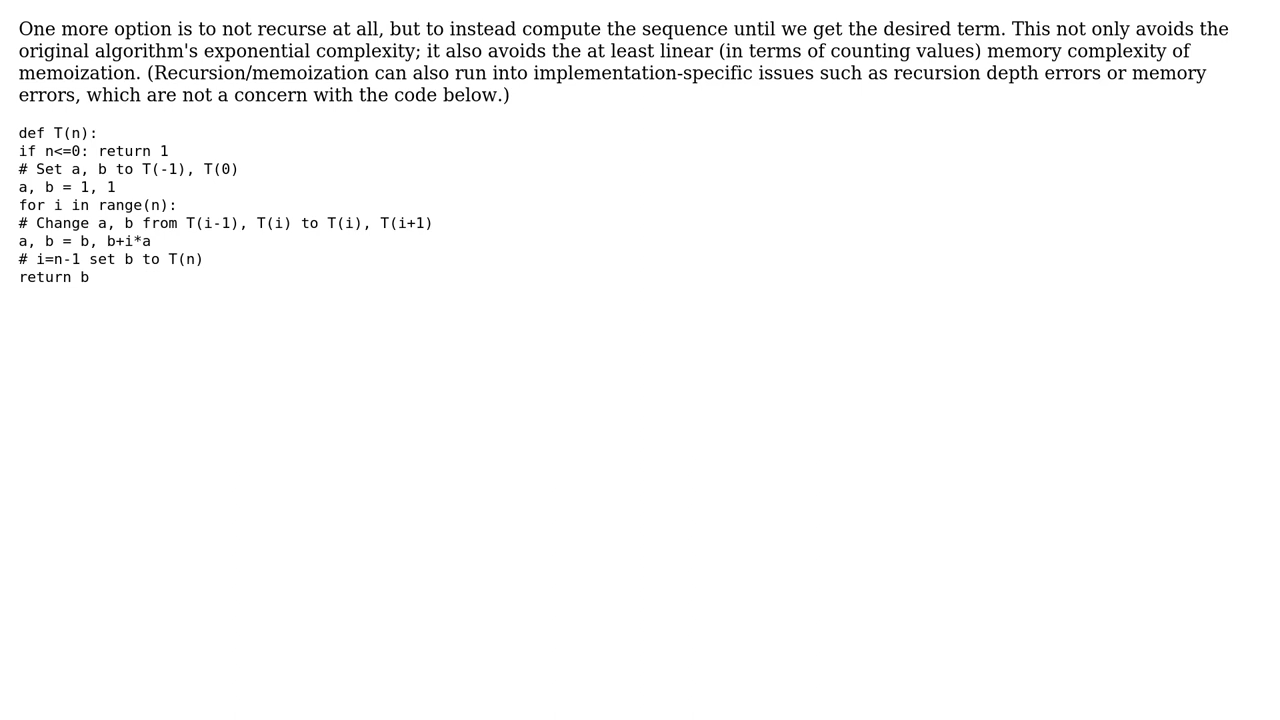 One more option is to not recurse at all, but to instead compute the sequence until we get the desired term. This not only avoids the
original algorithm's exponential complexity; it also avoids the at least linear (in terms of counting values) memory complexity of
memoization. (Recursion/memoization can also run into implementation-specific issues such as recursion depth errors or memory
errors, which are not a concern with the code below.)
def T(n):
if n<=0: return 1
# Set a, b to T(-1), T(0)
a, b = 1, 1
for i in range(n):
# Change a, b from T(i-1), T(i) to T(i), T(i+1)
a, b = b, b+i*a
# i=n-1 set b to T(n)
return b